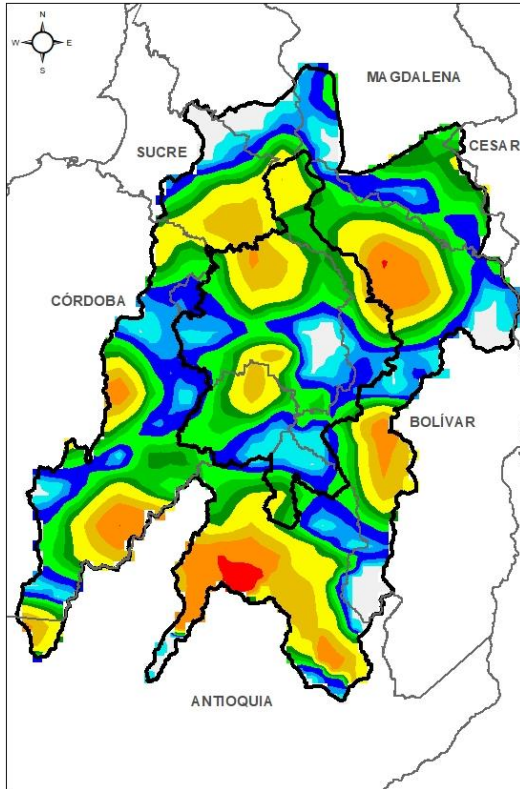 N
W E
S
MAGDALENA
SUCRE
CESAR
CÓRDOBA
BOLÍVAR
ANTIOQUIA